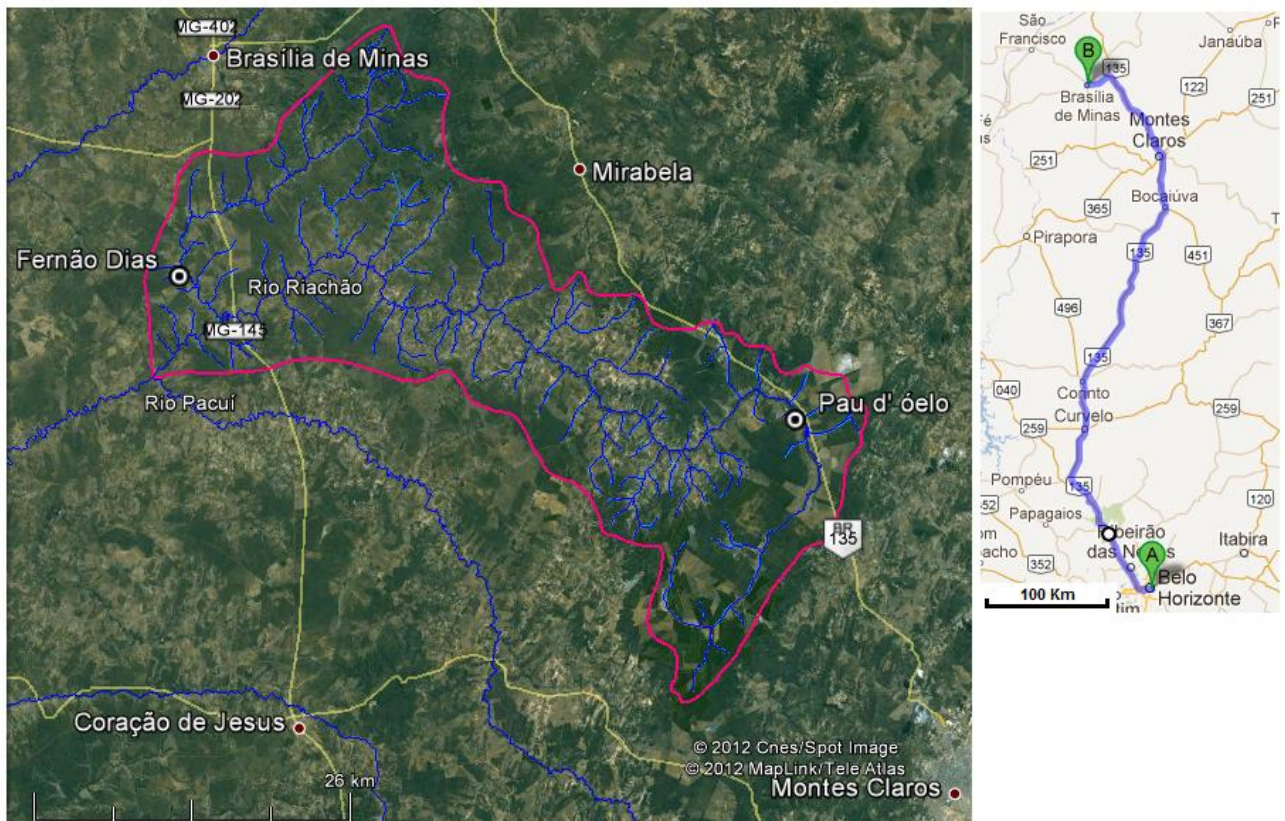 MG-402
Brasília de Minas
MG-202
Mirabela
Fernão Dias
Rio Riachão
MG-145
Rio Pacuí
Pau d' óelo
BR
135
Coração de Jesus
26 km
© 2012 Cnes/Spot Image
© 2012 MapLink/Tele Atlas
Montes Claros
São
Francisco
Janaúba
B
135
Brasília
de Minas
122
251
Montes
Claros
251
Bocaiúva
365
Pirapora
135
451
496
367
135
Corinto
040
Curvelo
259
259
Pompéu
135
120
Papagaios
Ribeirão
das Neves
Itabira
352
A
Belo
Horizonte
100 Km